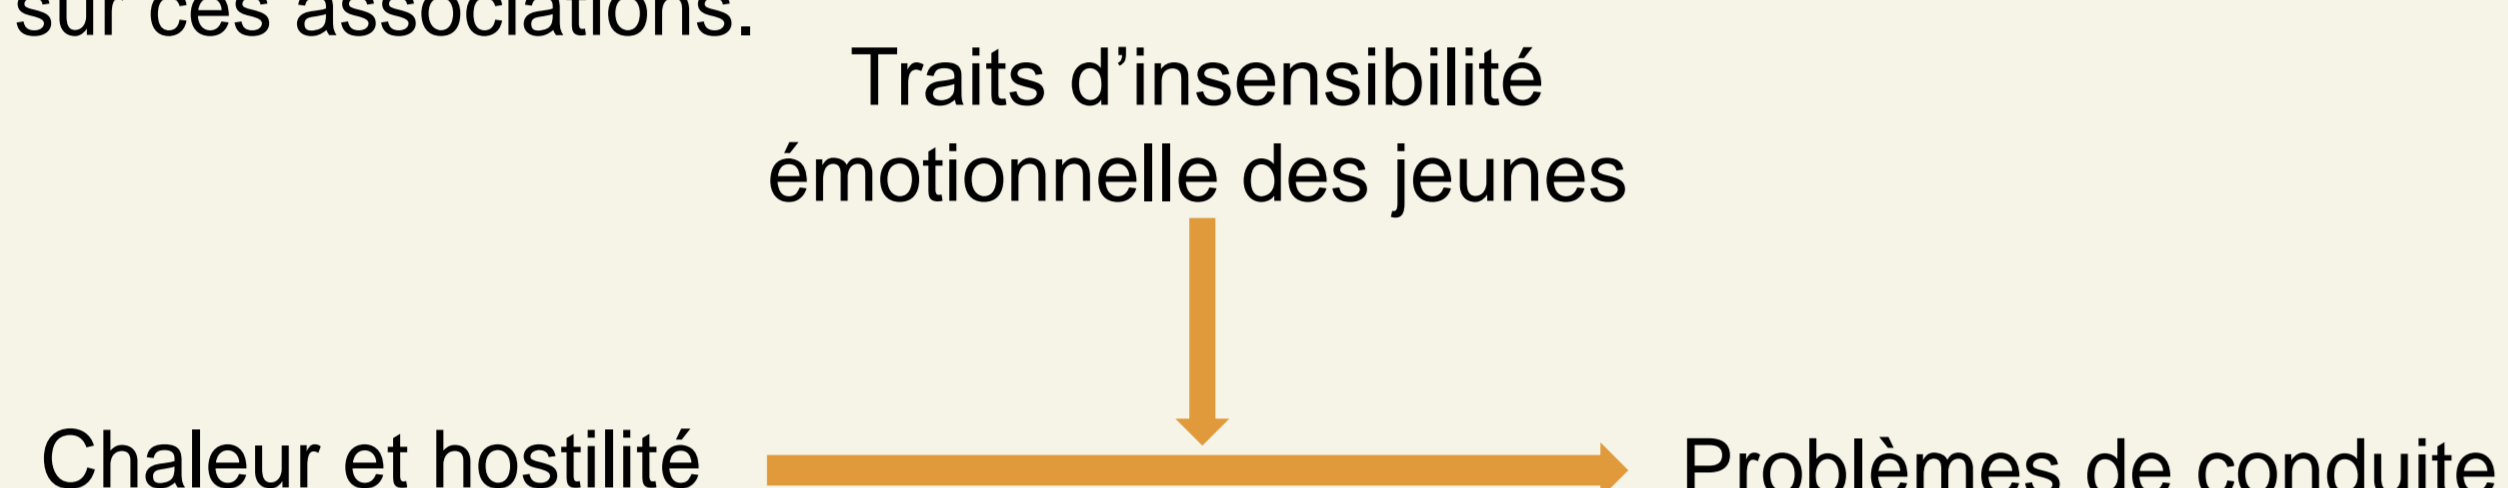 sur ces associations.
Traits d’insensibilité
émotionnelle des jeunes
Chaleur et hostilité
Problèmes de conduite